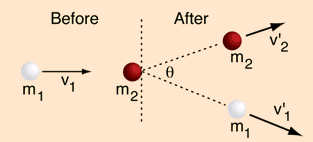 Before After
v'₂
m₂
θ
v₁
m₁ m₂
v'₁
m₁